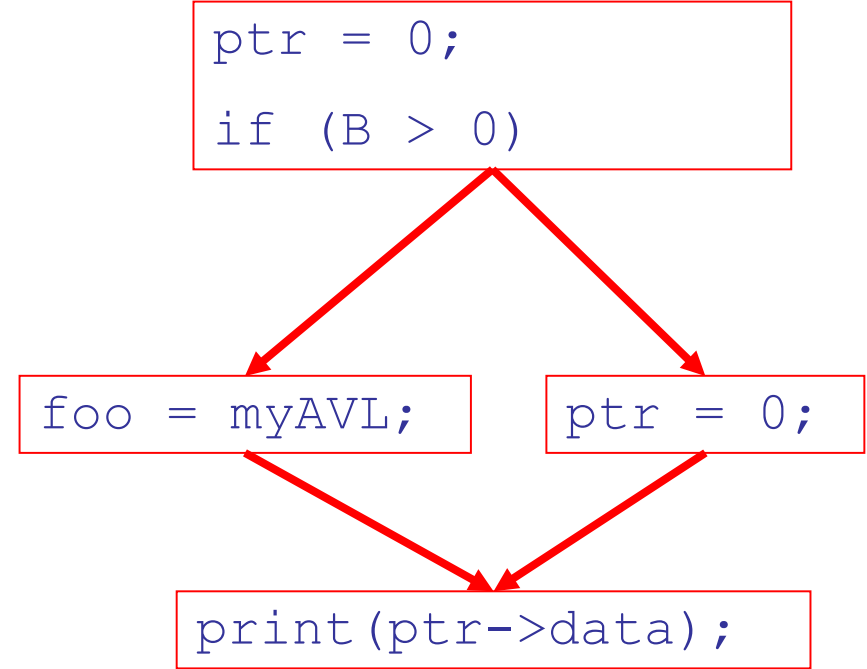 ptr = 0;
if (B > 0)
foo = myAVL;
ptr = 0;
print(ptr->data);